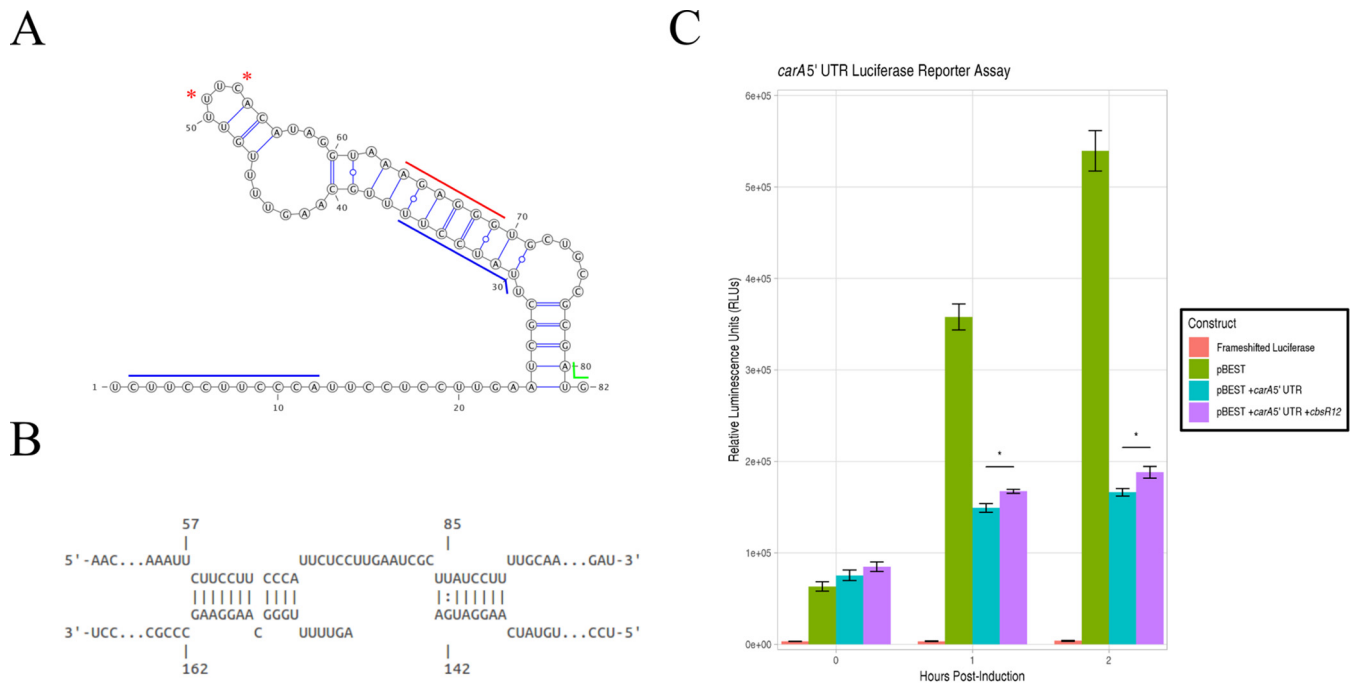 A
50
60
40
70
30
80
1
U C U U C C U U C C C A U U C C U C C U U G A A U G
82
10
20
B
57
85
5'-AAC...AAAUU
UUCUCCUUGAAUCGC
UUGCAA...GAU-3'
CUUCCUU CCCA
UUAUCCUU
GAAGGAA GGGU
AGUAGGAA
3'-UCC...CGCCC
C
UUUUGA
CUAUGU...CCU-5'
162
142
C
carA5' UTR Luciferase Reporter Assay
Relative Luminescence Units (RLUs)
6e+05
5e+05
4e+05
3e+05
2e+05
1e+05
0e+00
0
1
2
Hours Post-Induction
Construct
Frameshifted Luciferase
pBEST
pBEST +carA5' UTR
pBEST +carA5' UTR +cbsR12